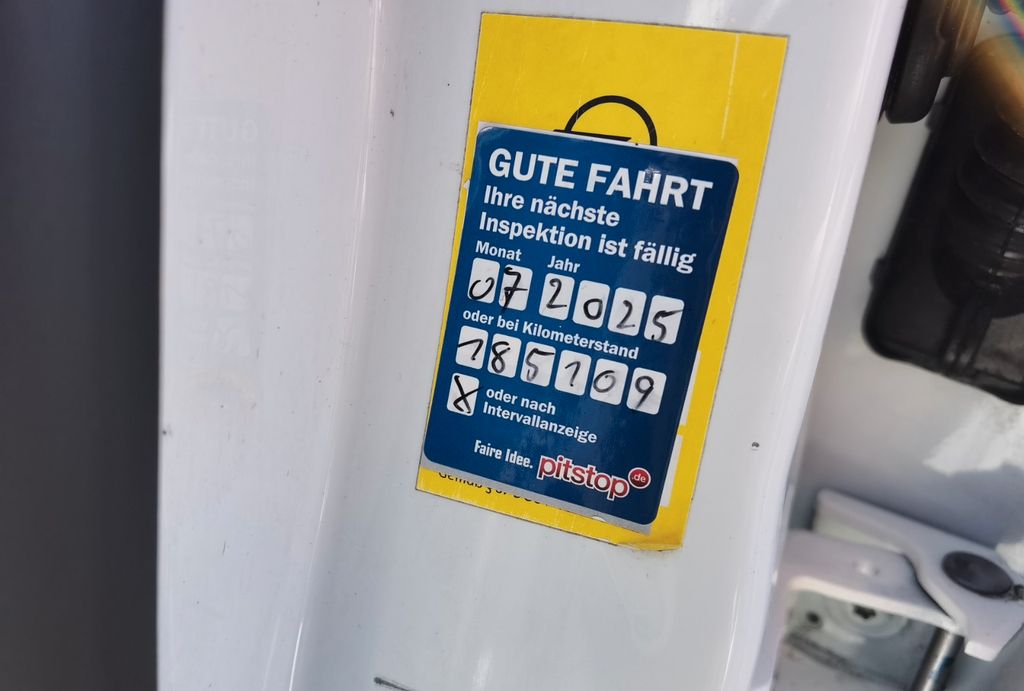 GUTE FAHRT
Ihre nächste
Inspektion ist fällig
Monat Jahr
07 2025
oder bei Kilometerstand
185109
X oder nach
Intervallanzeige
Faire Idee. pitstop.de